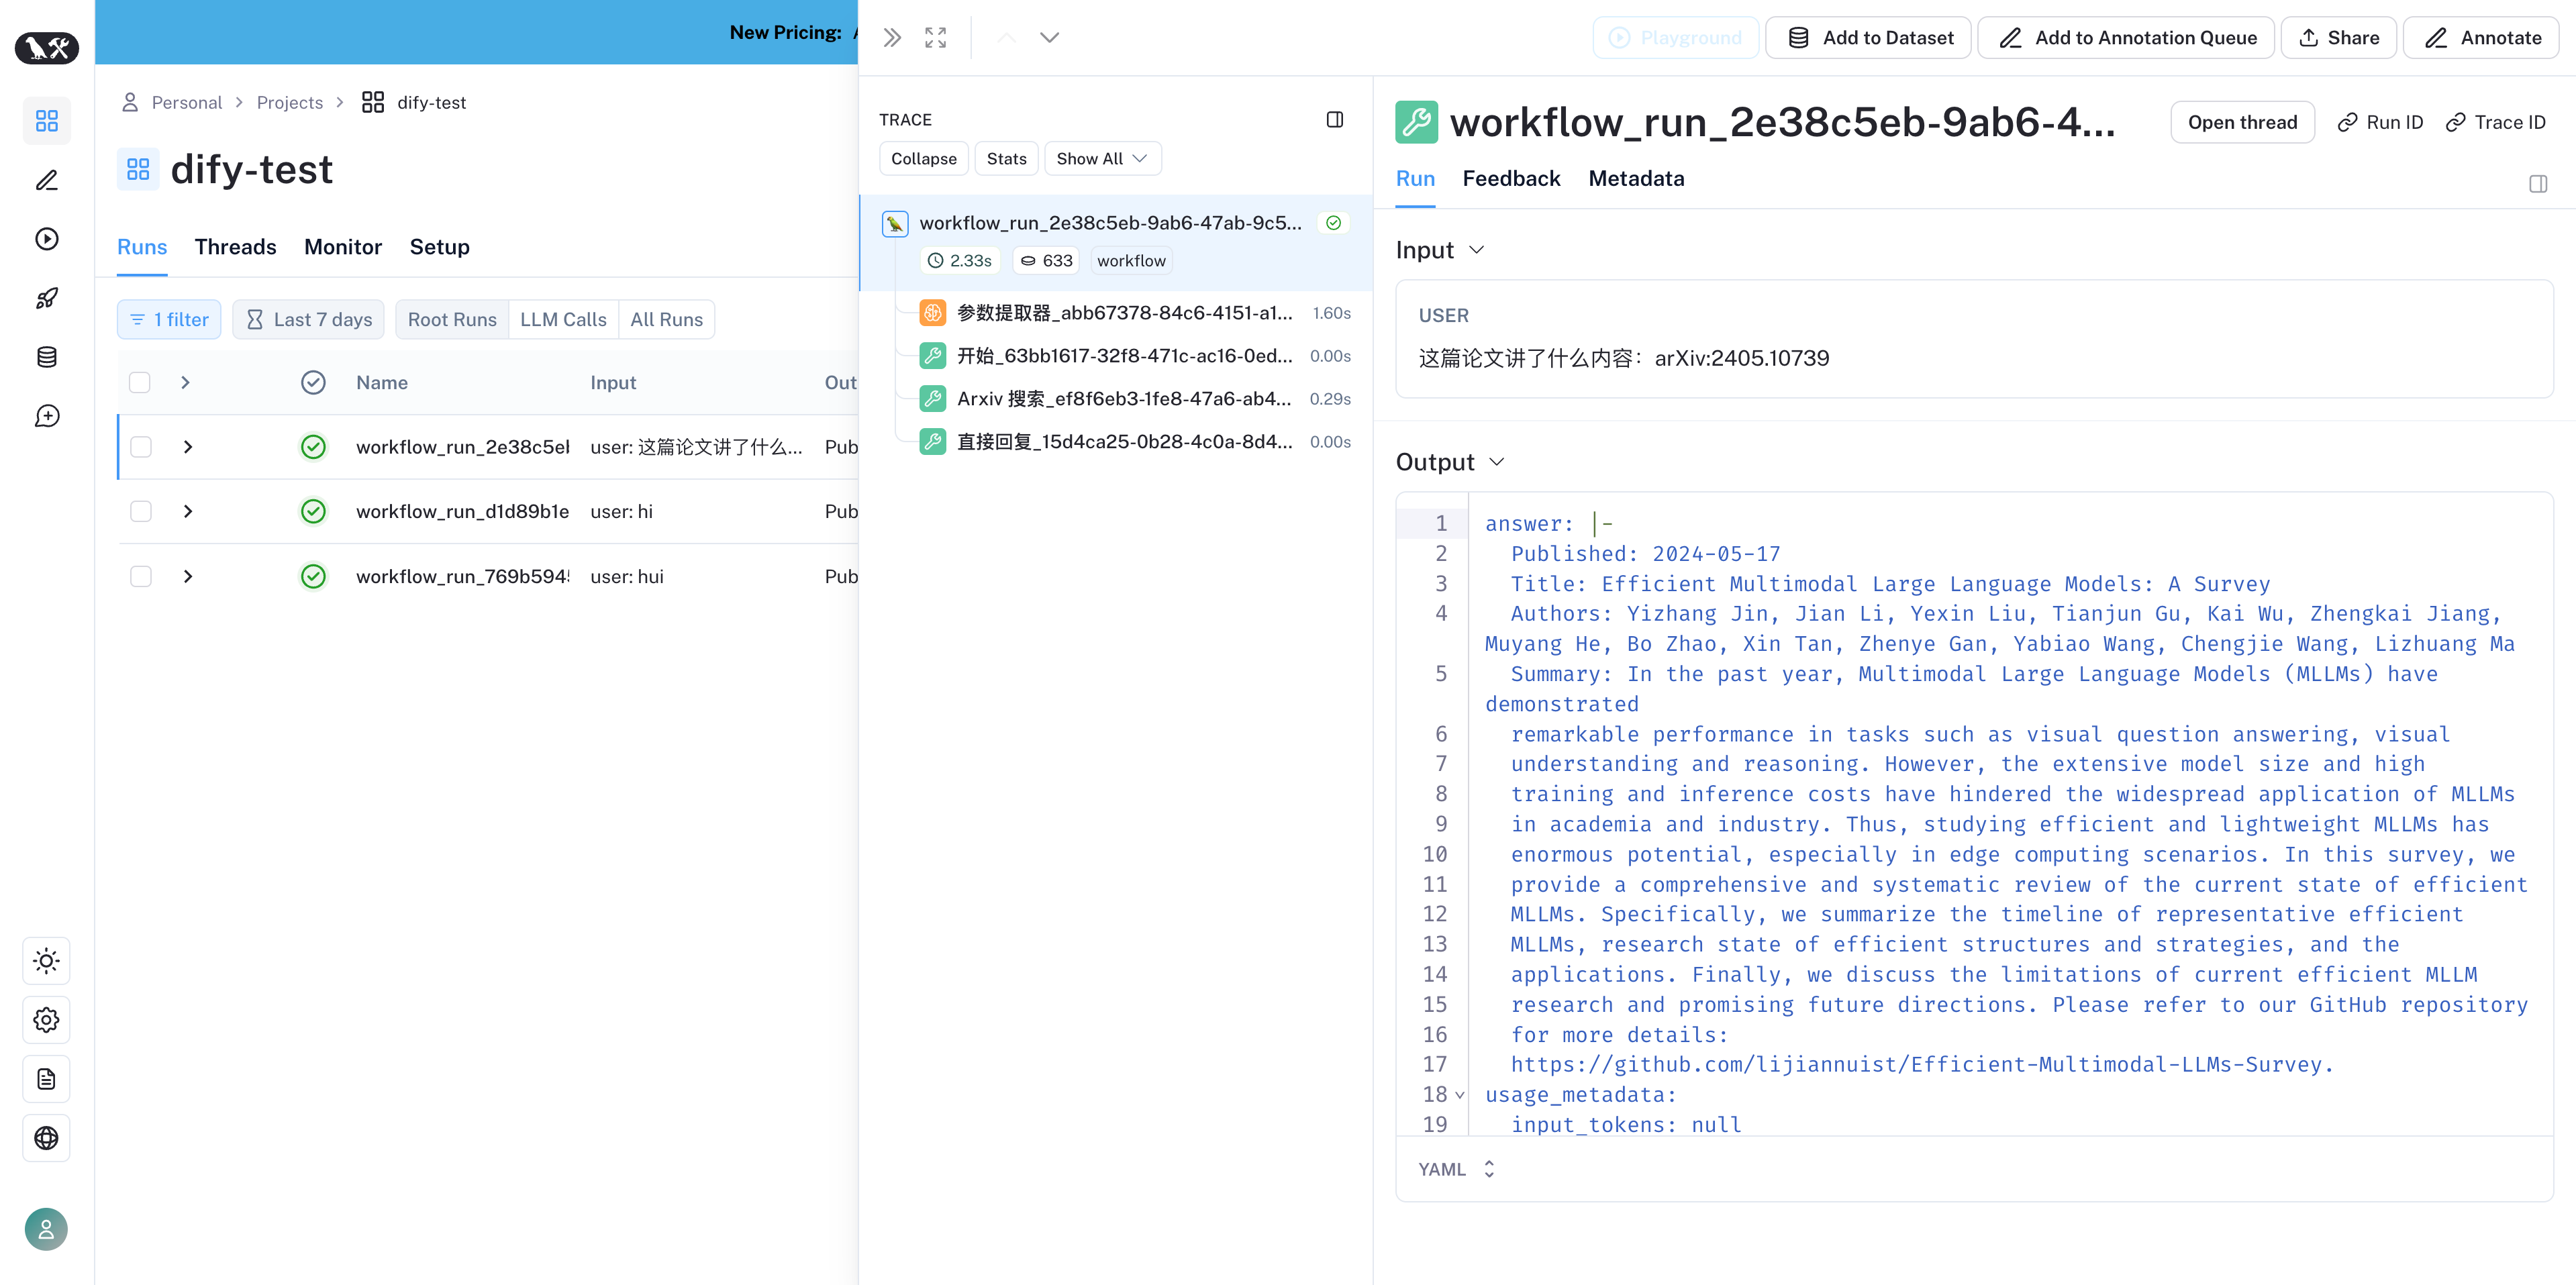 New Pricing:
Personal
Projects
dify-test
dify-test
Runs
Threads
Monitor
Setup
1 filter
Last 7 days
Root Runs
LLM Calls
All Runs
Name
Input
Out
workflow_run_2e38c5e
user: 这篇论文讲了什么...
Pub
workflow_run_d1d89b1e
user: hi
Pub
workflow_run_769b594
user: hui
Pub
Playground
Add to Dataset
Add to Annotation Queue
Share
Annotate
TRACE
Collapse
Stats
Show All
workflow_run_2e38c5eb-9ab6-47ab-9c5...
2.33s
633
workflow
参数提取器_abb67378-84c6-4151-a1...
1.60s
开始_63bb1617-32f8-471c-ac16-0ed...
0.00s
Arxiv 搜索_ef8f6eb3-1fe8-47a6-ab4...
0.29s
直接回复_15d4ca25-0b28-4c0a-8d4...
0.00s
workflow_run_2e38c5eb-9ab6-4...
Open thread
Run ID
Trace ID
Run
Feedback
Metadata
Input
USER
这篇论文讲了什么内容：arXiv:2405.10739
Output
1 answer: |-
2 Published: 2024-05-17
3 Title: Efficient Multimodal Large Language Models: A Survey
4 Authors: Yizhang Jin, Jian Li, Yexin Liu, Tianjun Gu, Kai Wu, Zhengkai Jiang,
Muyang He, Bo Zhao, Xin Tan, Zhenye Gan, Yabiao Wang, Chengjie Wang, Lizhuang Ma
5 Summary: In the past year, Multimodal Large Language Models (MLLMs) have
demonstrated
6 remarkable performance in tasks such as visual question answering, visual
7 understanding and reasoning. However, the extensive model size and high
8 training and inference costs have hindered the widespread application of MLLMs
9 in academia and industry. Thus, studying efficient and lightweight MLLMs has
10 enormous potential, especially in edge computing scenarios. In this survey, we
11 provide a comprehensive and systematic review of the current state of efficient
12 MLLMs. Specifically, we summarize the timeline of representative efficient
13 MLLMs, research state of efficient structures and strategies, and the
14 applications. Finally, we discuss the limitations of current efficient MLLM
15 research and promising future directions. Please refer to our GitHub repository
16 for more details:
17 https://github.com/lijiannuist/Efficient-Multimodal-LLMs-Survey.
18 usage_metadata:
19 input_tokens: null
YAML